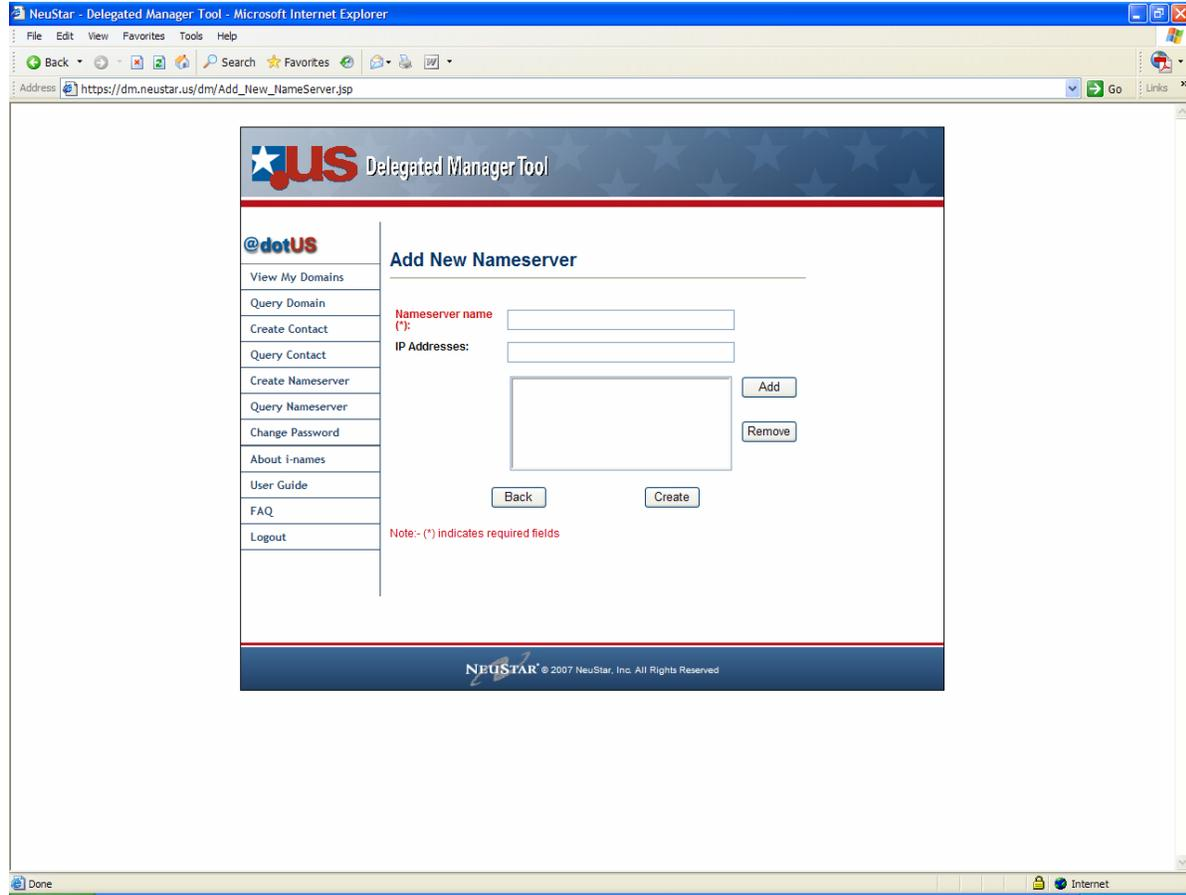 NeuStar - Delegated Manager Tool - Microsoft Internet Explorer
File Edit View Favorites Tools Help
Back Search Favorites
Address https://dm.neustar.us/dm/Add_New_NameServer.jsp Go Links »
.US Delegated Manager Tool
@dotUS
View My Domains
Query Domain
Create Contact
Query Contact
Create Nameserver
Query Nameserver
Change Password
About i-names
User Guide
FAQ
Logout
Add New Nameserver
Nameserver name
(*):
IP Addresses:
Add
Remove
Back Create
Note:- (*) indicates required fields
NEUSTAR © 2007 NeuStar, Inc. All Rights Reserved
Done Internet